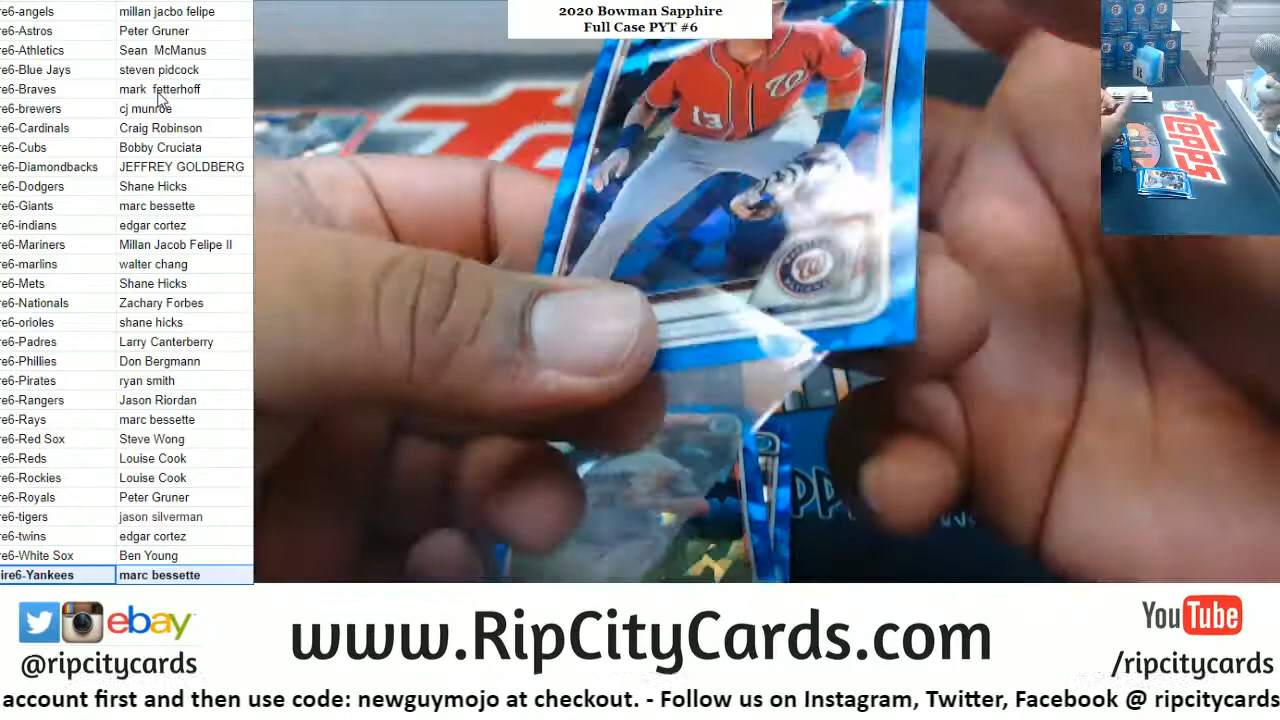 2020 Bowman Sapphire
Full Case PYT #6
re6-angels millan jacbo felipe
re6-Astros Peter Gruner
re6-Athletics Sean McManus
re6-Blue Jays steven pidcock
re6-Braves mark fetterhoff
re6-brewers cj munroe
re6-Cardinals Craig Robinson
re6-Cubs Bobby Cruciata
re6-Diamondbacks JEFFREY GOLDBERG
re6-Dodgers Shane Hicks
re6-Giants marc bessette
re6-indians edgar cortez
re6-Mariners Millan Jacob Felipe II
re6-marlins walter chang
re6-Mets Shane Hicks
re6-Nationals Zachary Forbes
re6-orioles shane hicks
re6-Padres Larry Canterberry
re6-Phillies Don Bergmann
re6-Pirates ryan smith
re6-Rangers Jason Riordan
re6-Rays marc bessette
re6-Red Sox Steve Wong
re6-Reds Louise Cook
re6-Rockies Louise Cook
re6-Royals Peter Gruner
re6-tigers jason silverman
re6-twins edgar cortez
re6-White Sox Ben Young
ire6-Yankees marc bessette
W
13
topps
ebay
@ripcitycards
www.RipCityCards.com
YouTube
/ripcitycards
account first and then use code: newguymojo at checkout. - Follow us on Instagram, Twitter, Facebook @ ripcitycards